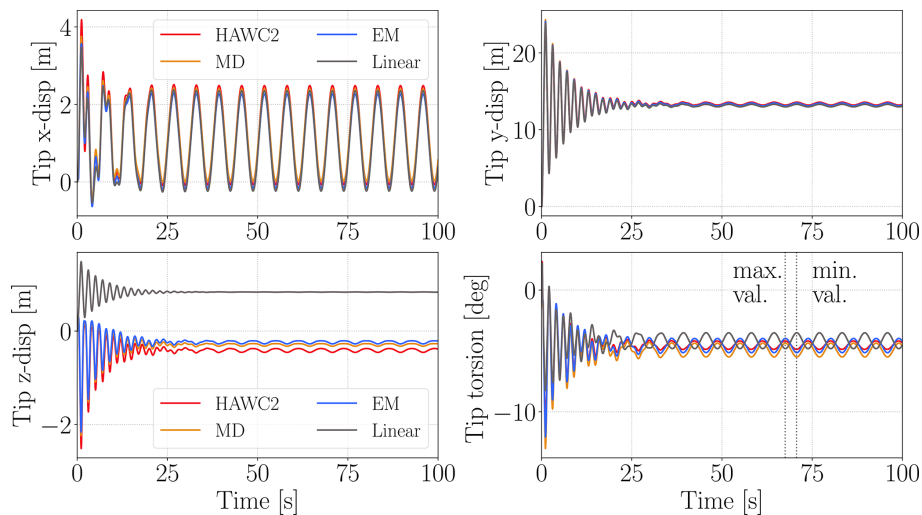 4
2
0
Tip x-disp [m]
HAWC2
EM
MD
Linear
0
25
50
75
100
20
10
0
Tip y-disp [m]
0
25
50
75
100
0
−2
Tip z-disp [m]
HAWC2
EM
MD
Linear
0
25
50
75
100
Time [s]
0
−10
Tip torsion [deg]
max.
val.
min.
val.
0
25
50
75
100
Time [s]